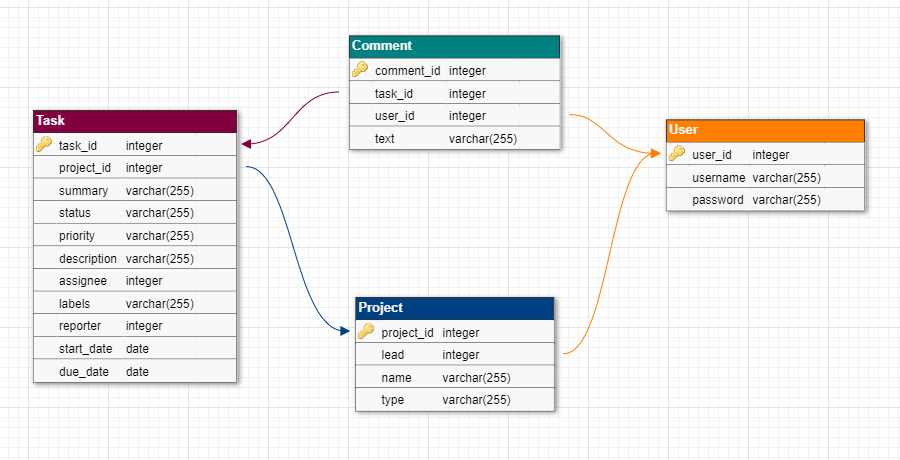 Comment
comment_id integer
task_id integer
user_id integer
text varchar(255)
Task
task_id integer
project_id integer
summary varchar(255)
status varchar(255)
priority varchar(255)
description varchar(255)
assignee integer
labels varchar(255)
reporter integer
start_date date
due_date date
User
user_id integer
username varchar(255)
password varchar(255)
Project
project_id integer
lead integer
name varchar(255)
type varchar(255)